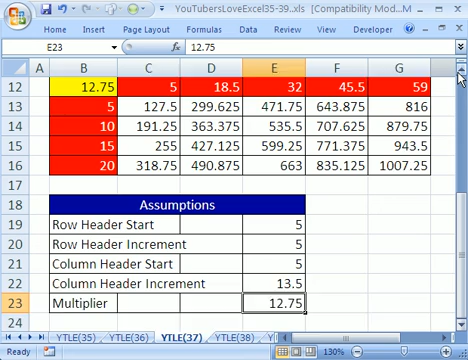 YouTubersLoveExcel35-39..xls [Compatibility Mod...
Home Insert Page Layout Formulas Data Review View Developer
E23 fx 12.75
A B C D E F G
12 12.75 5 18.5 32 45.5 59
13 5 127.5 299.625 471.75 643.875 816
14 10 191.25 363.375 535.5 707.625 879.75
15 15 255 427.125 599.25 771.375 943.5
16 20 318.75 490.875 663 835.125 1007.25
17
18 Assumptions
19 Row Header Start 5
20 Row Header Increment 5
21 Column Header Start 5
22 Column Header Increment 13.5
23 Multiplier 12.75
24
YTLE(35) YTLE(36) YTLE(37) YTLE(38)
Ready 130%